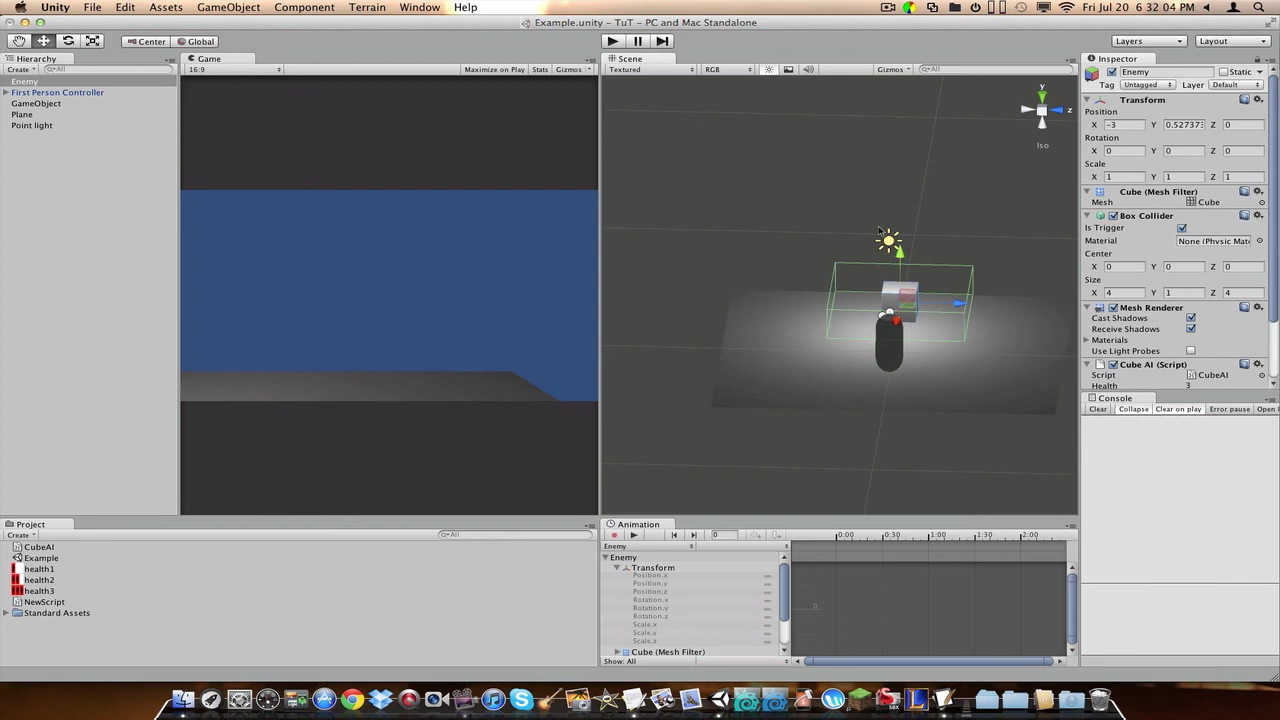 Unity File Edit Assets GameObject Component Terrain Window Help Fri Jul 20 6:32:04 PM
Example.unity - TuT - PC and Mac Standalone
Center Global Layers Layout
Hierarchy
Create All
Enemy
First Person Controller
GameObject
Plane
Point light
Game
16:9 Maximize on Play Stats Gizmos
Scene
Textured RGB Gizmos All
y
z
Iso
Inspector
Enemy Static
Tag Untagged Layer Default
Transform
Position
X -3 Y 0.527373 Z 0
Rotation
X 0 Y 0 Z 0
Scale
X 1 Y 1 Z 1
Cube (Mesh Filter)
Mesh Cube
Box Collider
Is Trigger
Material None (Physic Mate
Center
X 0 Y 0 Z 0
Size
X 4 Y 1 Z 4
Mesh Renderer
Cast Shadows
Receive Shadows
Materials
Use Light Probes
Cube AI (Script)
Script CubeAI
Health 3
Console
Clear Collapse Clear on play Error pause Open
Project
Create All
CubeAI
Example
health1
health2
health3
NewScript
Standard Assets
Animation
0 0:00 0:30 1:00 1:30 2:00
Enemy
Enemy
Transform
Position.x
Position.y
Position.z
Rotation.x
Rotation.y
Rotation.z
Scale.x
Scale.y
Scale.z
Cube (Mesh Filter)
Show: All
0